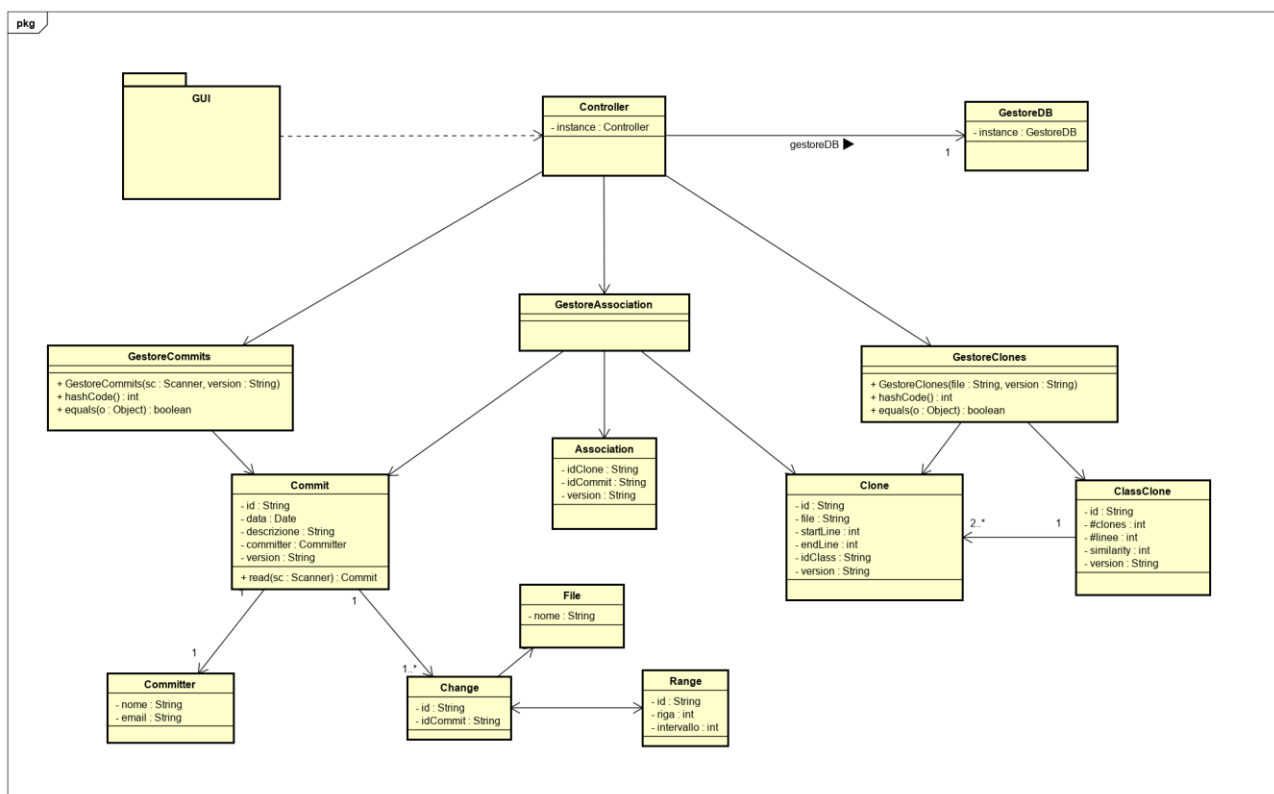 pkg
GUI
Controller
- instance : Controller
gestoreDB ▶
1
GestoreDB
- instance : GestoreDB
GestoreAssociation
GestoreCommits
+ GestoreCommits(sc : Scanner, version : String)
+ hashCode() : int
+ equals(o : Object) : boolean
GestoreClones
+ GestoreClones(file : String, version : String)
+ hashCode() : int
+ equals(o : Object) : boolean
Association
- idClone : String
- idCommit : String
- version : String
Commit
- id : String
- data : Date
- descrizione : String
- committer : Committer
- version : String
+ read(sc : Scanner) : Commit
Clone
- id : String
- file : String
- startLine : int
- endLine : int
- idClass : String
- version : String
2..*
1
ClassClone
- id : String
- #clones : int
- #linee : int
- similarity : int
- version : String
1
1
1
1..*
File
- nome : String
Committer
- nome : String
- email : String
Change
- id : String
- idCommit : String
Range
- id : String
- riga : int
- intervallo : int